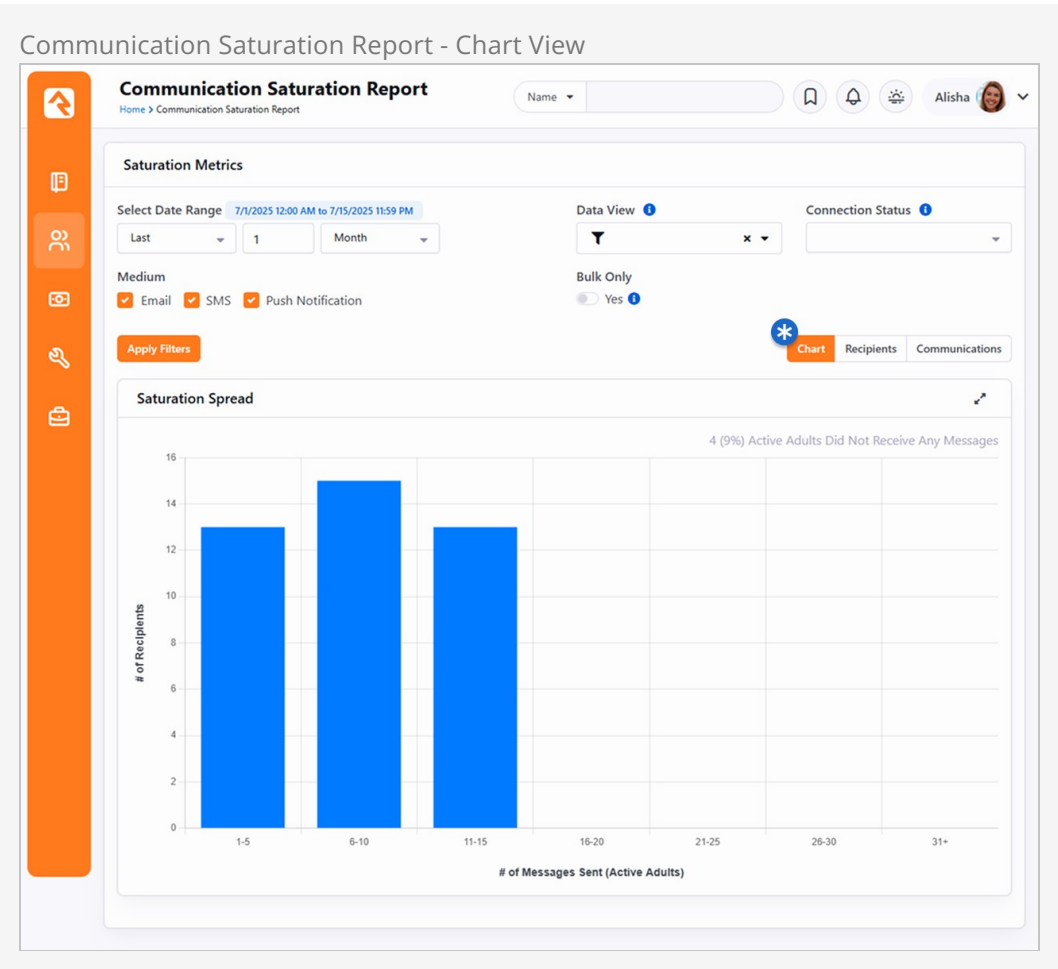 Communication Saturation Report - Chart View
Communication Saturation Report
Home > Communication Saturation Report
Name
Alisha
Saturation Metrics
Select Date Range 7/1/2025 12:00 AM to 7/15/2025 11:59 PM
Data View
Connection Status
Last 1 Month
Medium
Bulk Only
Email SMS Push Notification
Yes
Apply Filters
Chart Recipients Communications
Saturation Spread
4 (9%) Active Adults Did Not Receive Any Messages
16
14
12
10
8
6
4
2
0
# of Recipients
1-5 6-10 11-15 16-20 21-25 26-30 31+
# of Messages Sent (Active Adults)